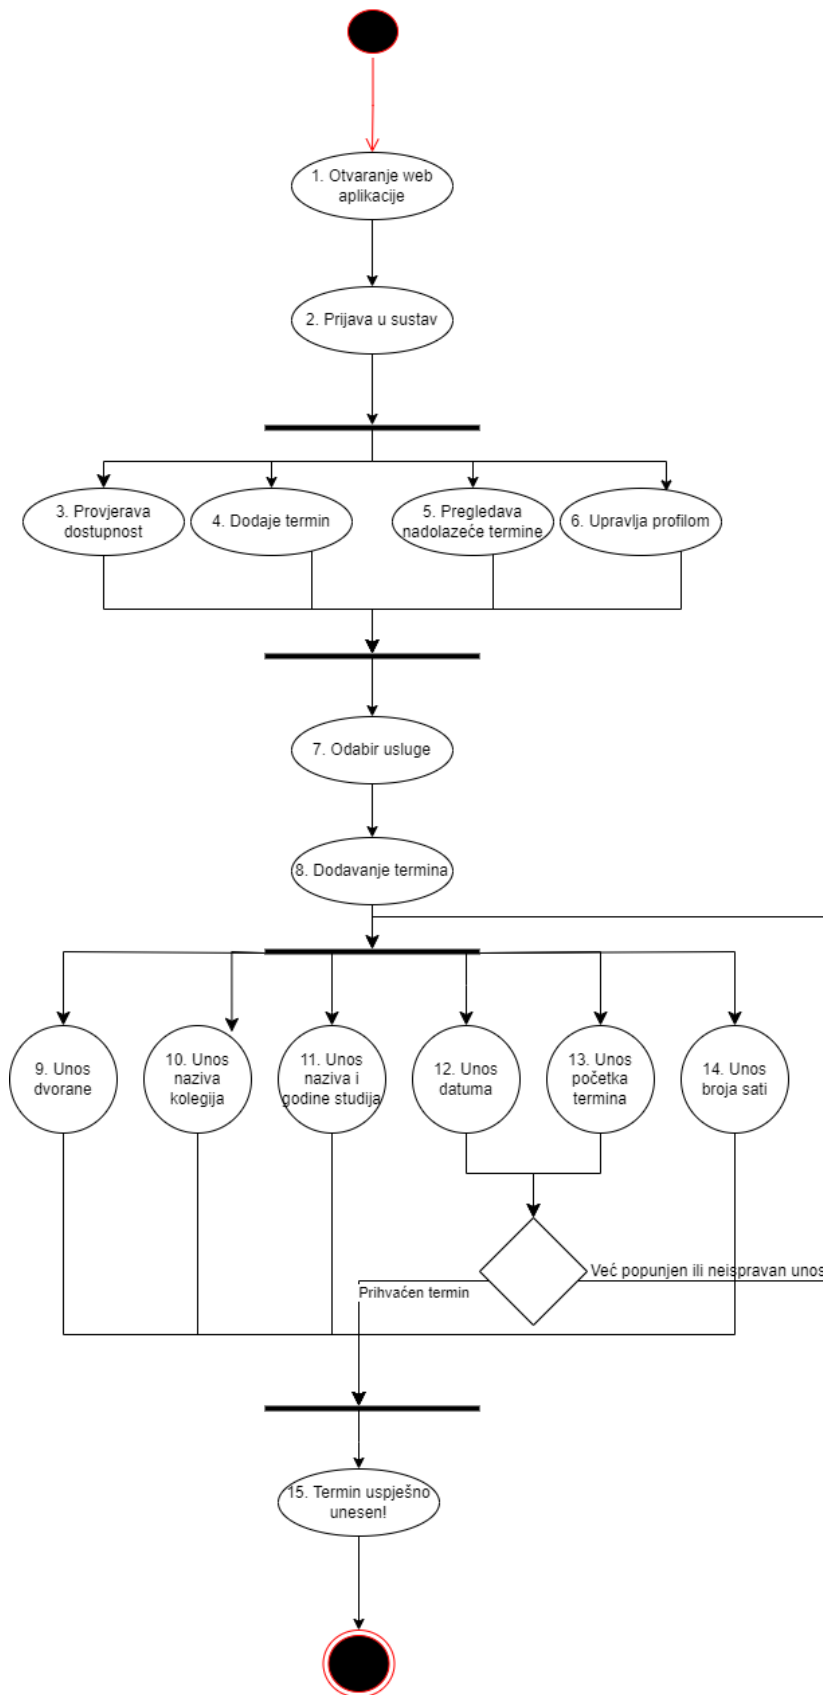 1. Otvaranje web
aplikacije
2. Prijava u sustav
3. Provjerava
dostupnost
4. Dodaje termin
5. Pregledava
nadolazeće termine
6. Upravlja profilom
7. Odabir usluge
8. Dodavanje termina
9. Unos
dvorane
10. Unos
naziva
kolegija
11. Unos
naziva i
godine studija
12. Unos
datuma
13. Unos
početka
termina
14. Unos
broja sati
Već popunjen ili neispravan unos
Prihvaćen termin
15. Termin uspješno
unesen!